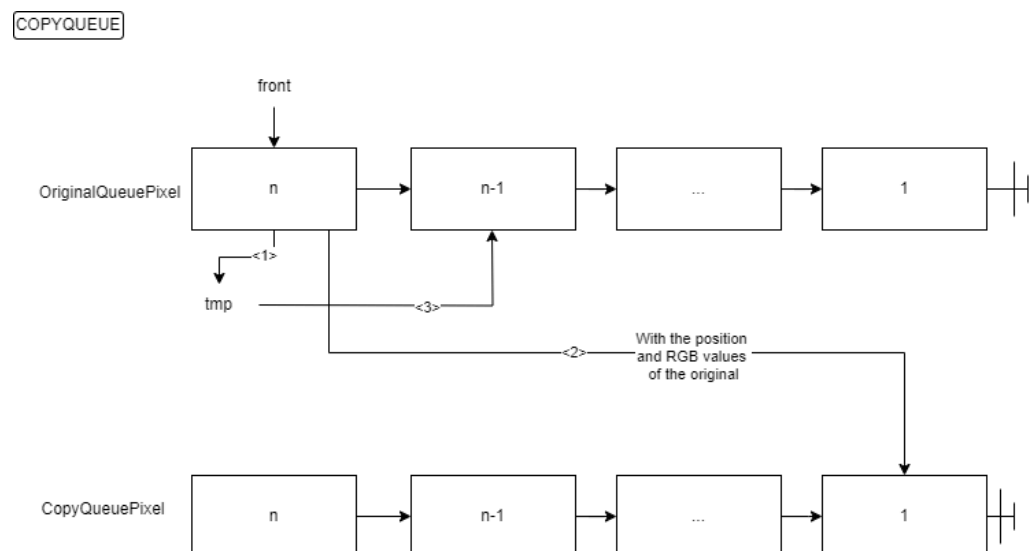 COPYQUEUE
front
OriginalQueuePixel
n
n-1
...
1
<1>
tmp
<3>
<2>
With the position
and RGB values
of the original
CopyQueuePixel
n
n-1
...
1